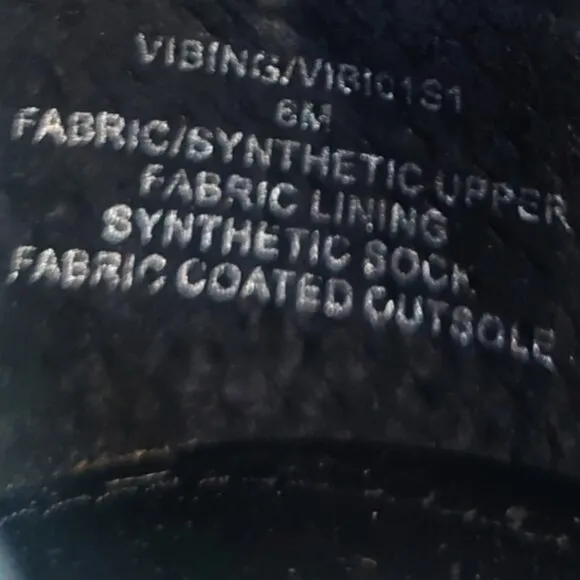 VIBING/VIBI01S1
6M
FABRIC/SYNTHETIC UPPER
FABRIC LINING
SYNTHETIC SOCK
FABRIC COATED OUTSOLE